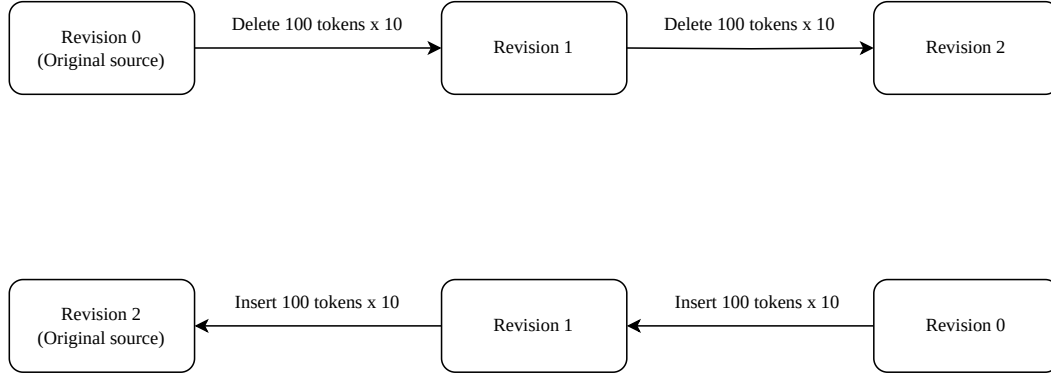 Delete 100 tokens x 10
Delete 100 tokens x 10
Revision 0
(Original source)
Revision 1
Revision 2
Insert 100 tokens x 10
Insert 100 tokens x 10
Revision 2
(Original source)
Revision 1
Revision 0